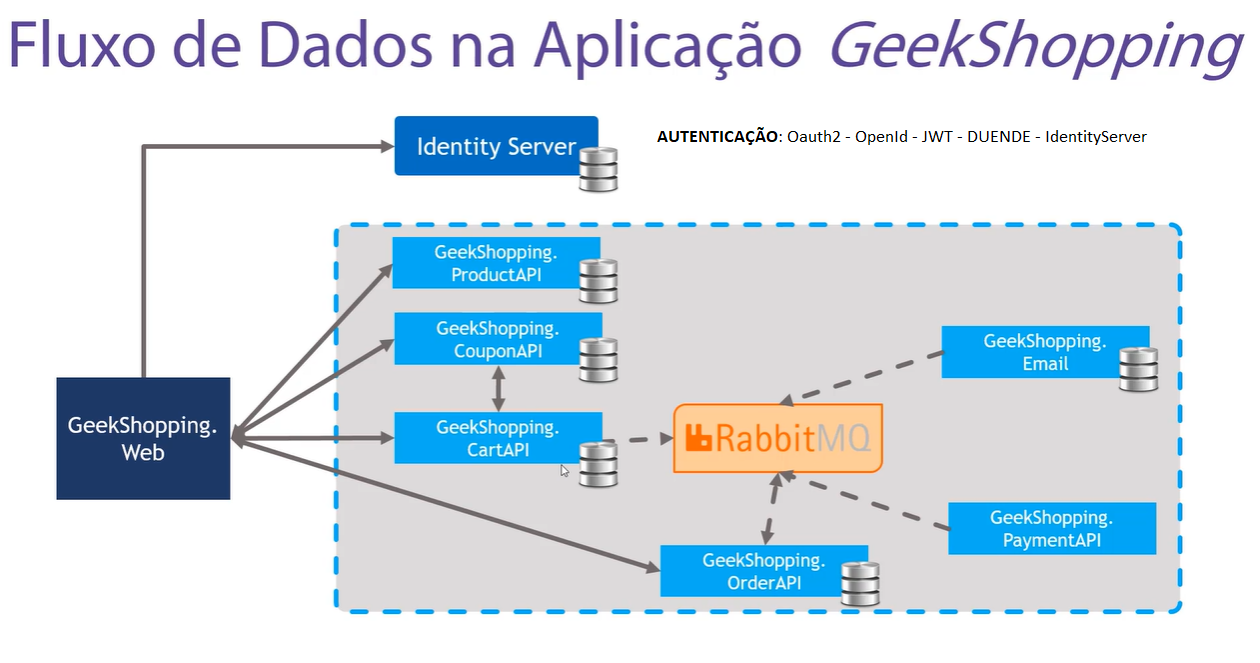 Fluxo de Dados na Aplicação GeekShopping
Identity Server
AUTENTICAÇÃO: Oauth2 - OpenId - JWT - DUENDE - IdentityServer
GeekShopping.
ProductAPI
GeekShopping.
CouponAPI
GeekShopping.
Email
GeekShopping.
Web
GeekShopping.
CartAPI
RabbitMQ
GeekShopping.
PaymentAPI
GeekShopping.
OrderAPI